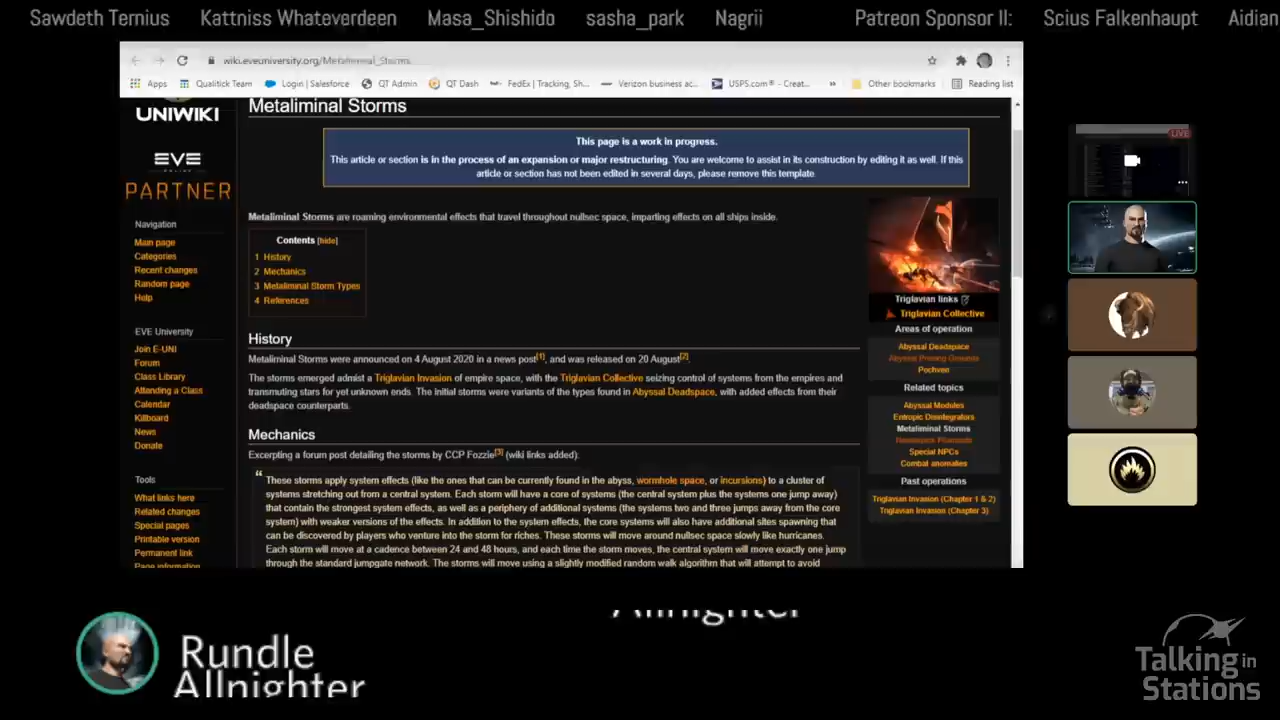 Sawdeth Ternius Kattniss Whateverdeen Masa_Shishido sasha_park Nagrii Patreon Sponsor II: Scius Falkenhaupt Aidian
wiki.eveuniversity.org/Metaliminal_Storms
Apps Qualitick Team Login | Salesforce QT Admin QT Dash FedEx | Tracking, Sh... Verizon business ac... USPS.com® - Creat... » Other bookmarks Reading list
UNIWIKI
EVE
PARTNER
Navigation
Main page
Categories
Recent changes
Random page
Help
EVE University
Join E-UNI
Forum
Class Library
Attending a Class
Calendar
Killboard
News
Donate
Tools
What links here
Related changes
Special pages
Printable version
Permanent link
Page information
Metaliminal Storms
This page is a work in progress.
This article or section is in the process of an expansion or major restructuring. You are welcome to assist in its construction by editing it as well. If this
article or section has not been edited in several days, please remove this template.
Metaliminal Storms are roaming environmental effects that travel throughout nullsec space, imparting effects on all ships inside.
Contents [hide]
1 History
2 Mechanics
3 Metaliminal Storm Types
4 References
History
Metaliminal Storms were announced on 4 August 2020 in a news post[1], and was released on 20 August[2].
The storms emerged admist a Triglavian Invasion of empire space, with the Triglavian Collective seizing control of systems from the empires and
transmuting stars for yet unknown ends. The initial storms were variants of the types found in Abyssal Deadspace, with added effects from their
deadspace counterparts.
Mechanics
Excerpting a forum post detailing the storms by CCP Fozzie[3] (wiki links added):
“ These storms apply system effects (like the ones that can be currently found in the abyss, wormhole space, or incursions) to a cluster of
systems stretching out from a central system. Each storm will have a core of systems (the central system plus the systems one jump away)
that contain the strongest system effects, as well as a periphery of additional systems (the systems two and three jumps away from the core
system) with weaker versions of the effects. In addition to the system effects, the core systems will also have additional sites spawning that
can be discovered by players who venture into the storm for riches. These storms will move around nullsec space slowly like hurricanes.
Each storm will move at a cadence between 24 and 48 hours, and each time the storm moves, the central system will move exactly one jump
through the standard jumpgate network. The storms will move using a slightly modified random walk algorithm that will attempt to avoid
Triglavian links
Triglavian Collective
Areas of operation
Abyssal Deadspace
Abyssal Proving Grounds
Pochven
Related topics
Abyssal Modules
Entropic Disintegrators
Metaliminal Storms
Special NPCs
Combat anomalies
Past operations
Triglavian Invasion (Chapter 1 & 2)
Triglavian Invasion (Chapter 3)
LIVE
Allnighter
Rundle
Allnighter
Talking in
Stations